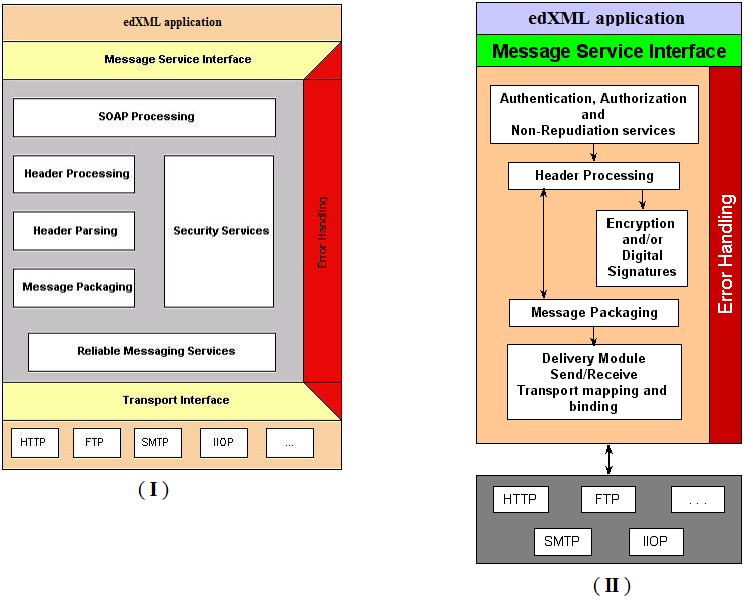 edXML application
Message Service Interface
SOAP Processing
Header Processing
Header Parsing
Message Packaging
Security Services
Reliable Messaging Services
Error Handling
Transport Interface
HTTP
FTP
SMTP
IIOP
...
( I )
edXML application
Message Service Interface
Authentication, Authorization
and
Non-Repudiation services
Header Processing
Encryption
and/or
Digital
Signatures
Message Packaging
Delivery Module
Send/Receive
Transport mapping and
binding
Error Handling
HTTP
FTP
. . .
SMTP
IIOP
( II )